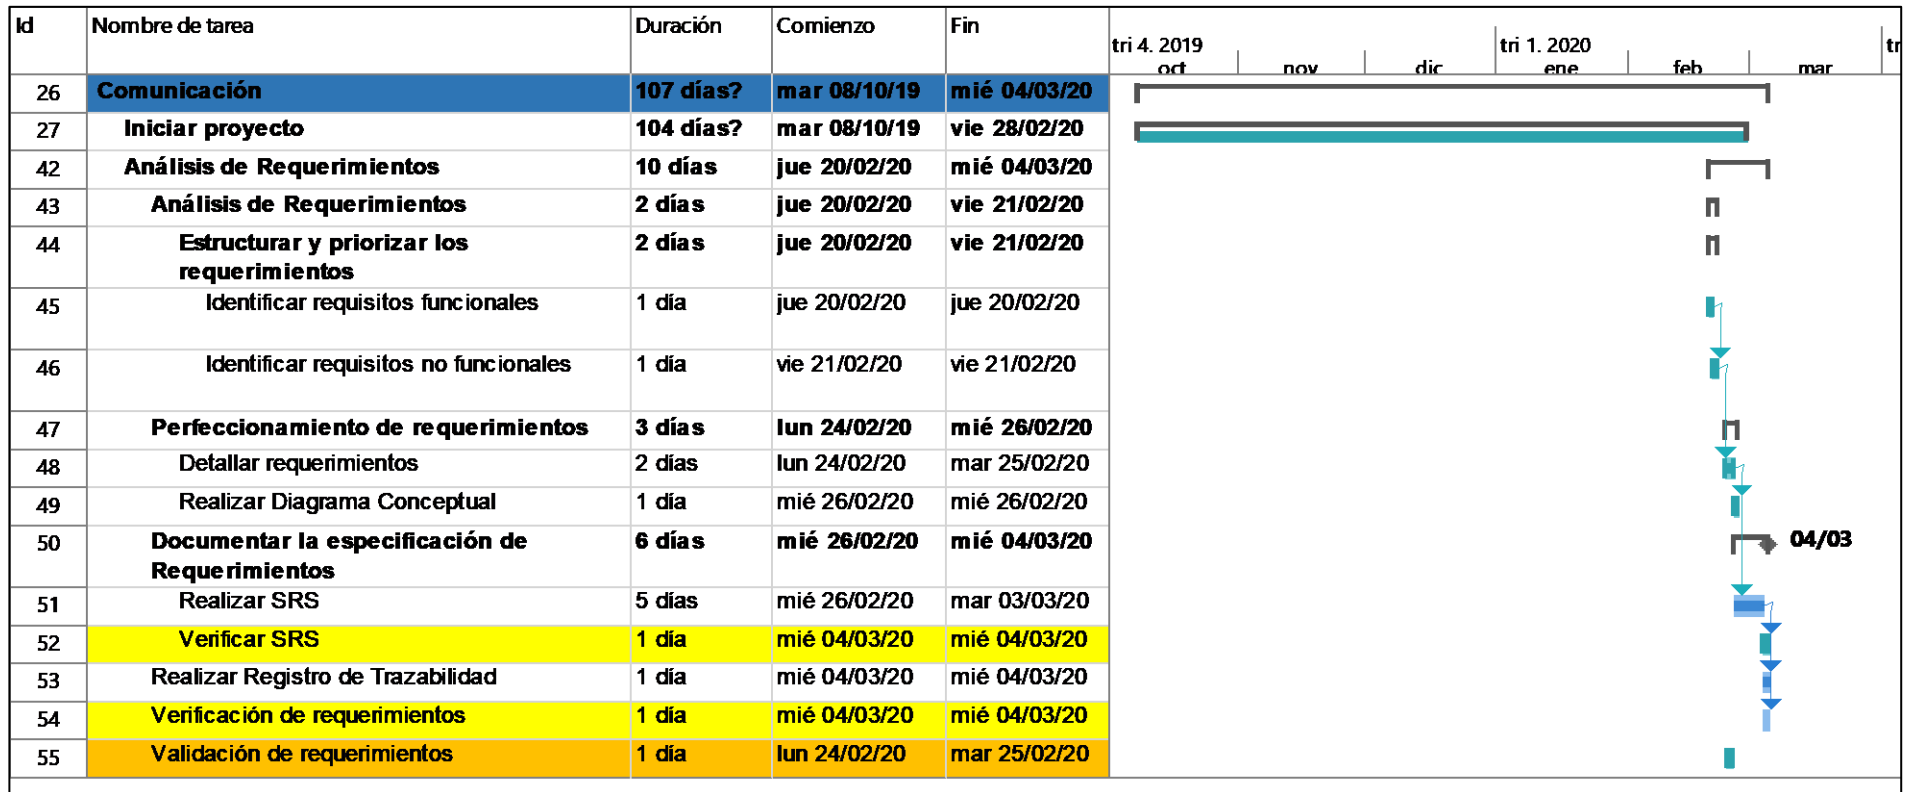 Id Nombre de tarea Duración Comienzo Fin
tri 4. 2019 tri 1. 2020 tr
oct nov dic ene feb mar
26 Comunicación 107 días? mar 08/10/19 mié 04/03/20
27 Iniciar proyecto 104 días? mar 08/10/19 vie 28/02/20
42 Análisis de Requerimientos 10 días jue 20/02/20 mié 04/03/20
43 Análisis de Requerimientos 2 días jue 20/02/20 vie 21/02/20
44 Estructurar y priorizar los 2 días jue 20/02/20 vie 21/02/20
requerimientos
45 Identificar requisitos funcionales 1 día jue 20/02/20 jue 20/02/20
46 Identificar requisitos no funcionales 1 día vie 21/02/20 vie 21/02/20
47 Perfeccionamiento de requerimientos 3 días lun 24/02/20 mié 26/02/20
48 Detallar requerimientos 2 días lun 24/02/20 mar 25/02/20
49 Realizar Diagrama Conceptual 1 día mié 26/02/20 mié 26/02/20
50 Documentar la especificación de 6 días mié 26/02/20 mié 04/03/20 04/03
Requerimientos
51 Realizar SRS 5 días mié 26/02/20 mar 03/03/20
52 Verificar SRS 1 día mié 04/03/20 mié 04/03/20
53 Realizar Registro de Trazabilidad 1 día mié 04/03/20 mié 04/03/20
54 Verificación de requerimientos 1 día mié 04/03/20 mié 04/03/20
55 Validación de requerimientos 1 día lun 24/02/20 mar 25/02/20